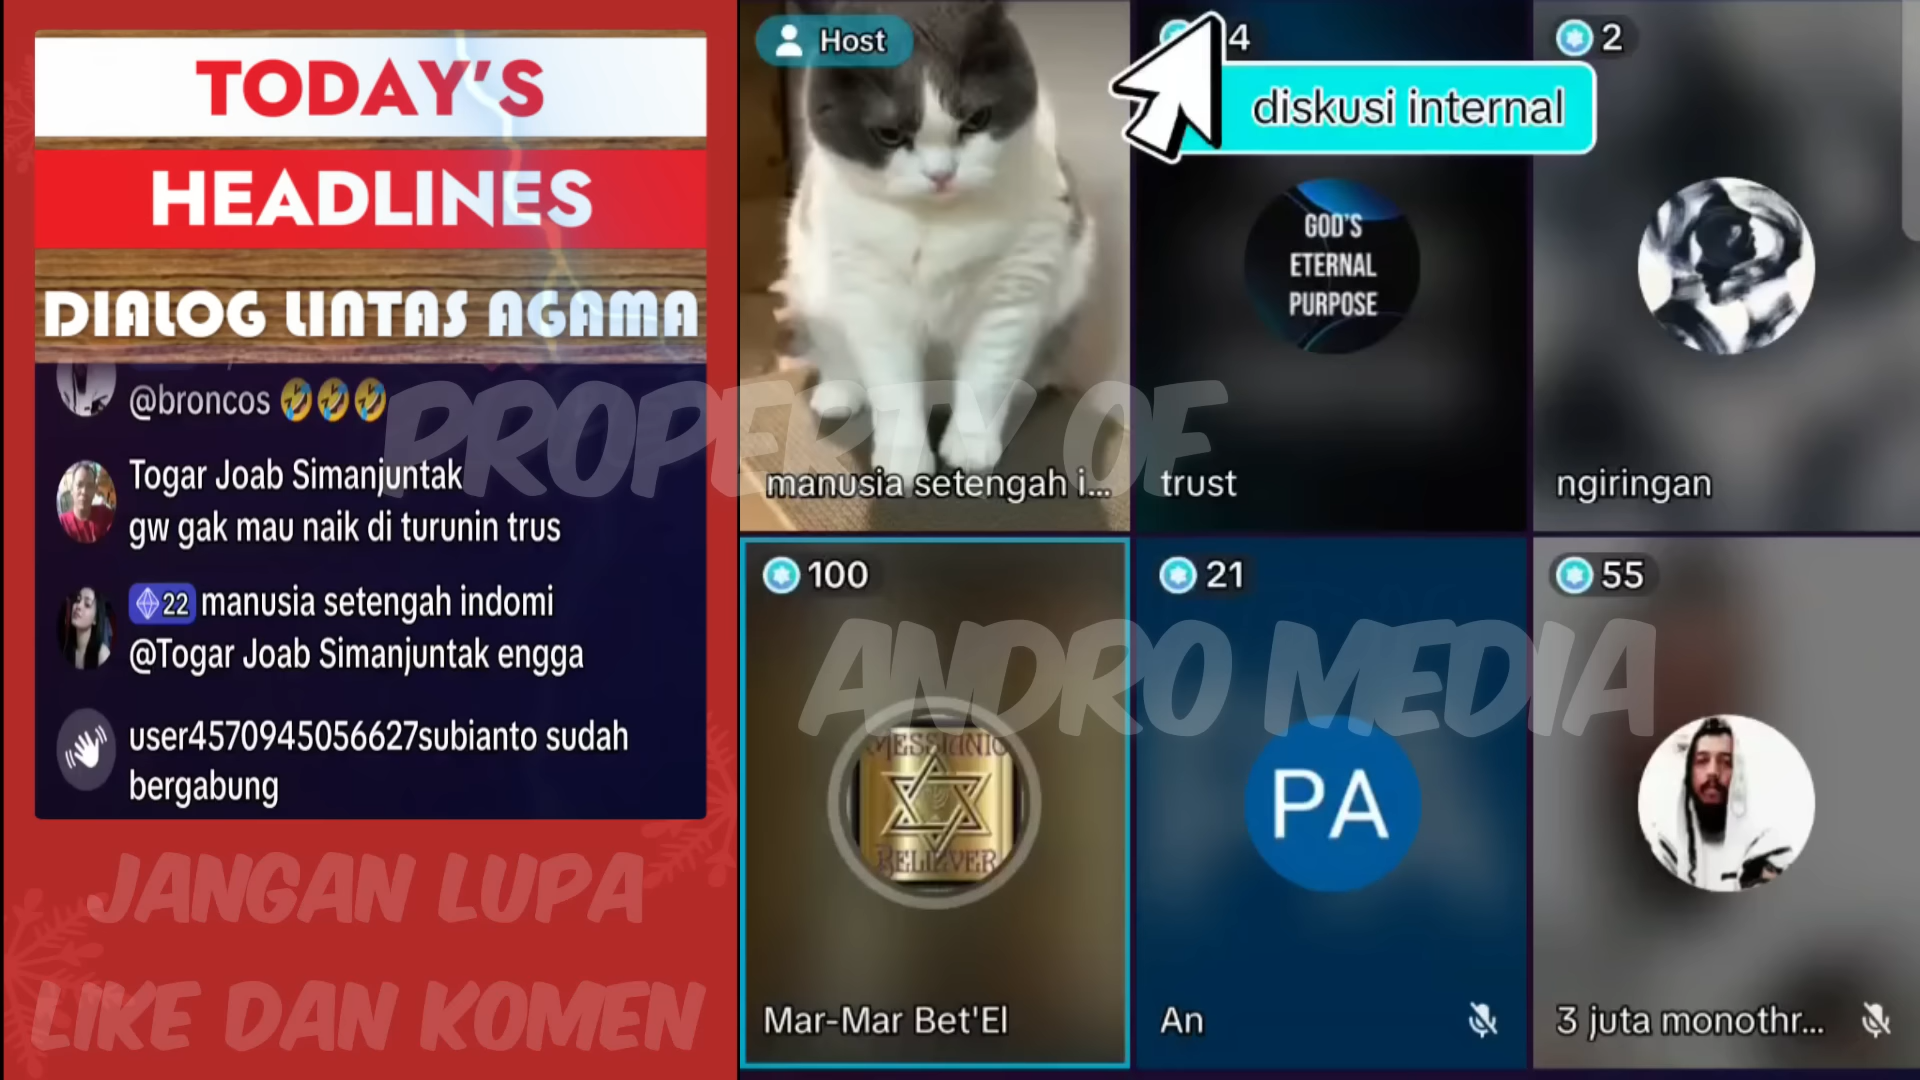 TODAY'S
HEADLINES
DIALOG LINTAS AGAMA
@broncos 🤣🤣🤣
Togar Joab Simanjuntak
gw gak mau naik di turunin trus
22 manusia setengah indomi
@Togar Joab Simanjuntak engga
user4570945056627subianto sudah
bergabung
JANGAN LUPA
LIKE DAN KOMEN
PROPERTY OF
ANDRO MEDIA
Host
manusia setengah i...
4
diskusi internal
GOD'S
ETERNAL
PURPOSE
trust
2
ngiringan
100
MESSIANIC
BELIEVER
Mar-Mar Bet'El
21
PA
An
55
3 juta monothr...